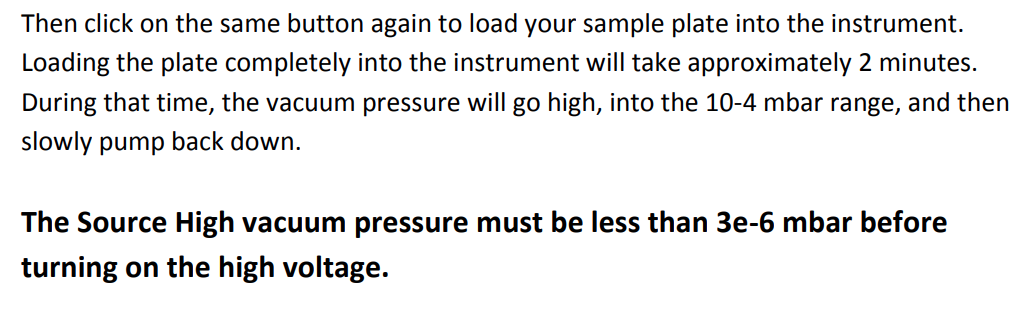 Then click on the same button again to load your sample plate into the instrument.
Loading the plate completely into the instrument will take approximately 2 minutes.
During that time, the vacuum pressure will go high, into the 10-4 mbar range, and then
slowly pump back down.
The Source High vacuum pressure must be less than 3e-6 mbar before
turning on the high voltage.